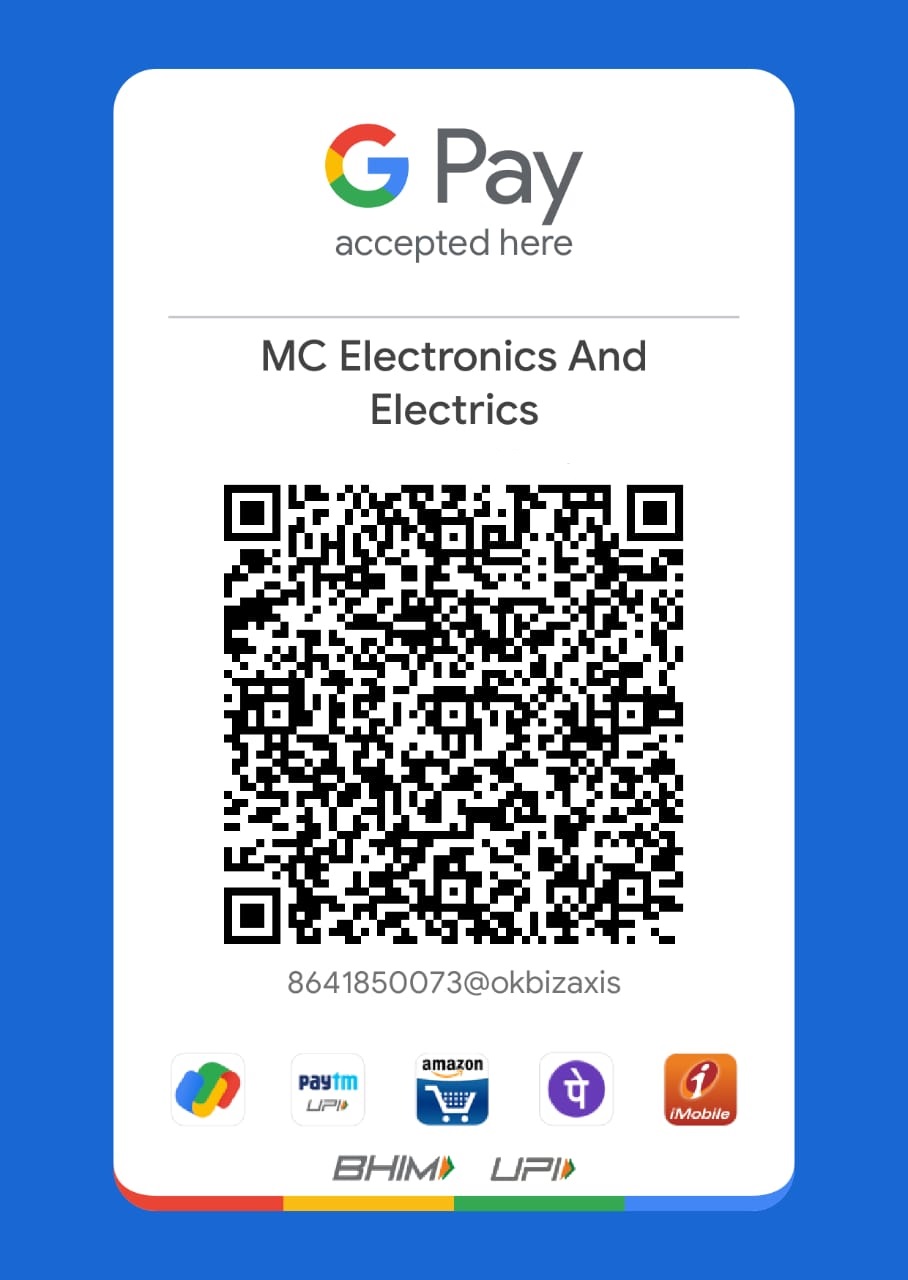 G Pay
accepted here
MC Electronics And
Electrics
8641850073@okbizaxis
paytm
UPI
amazon
पे
i
iMobile
BHIM UPI